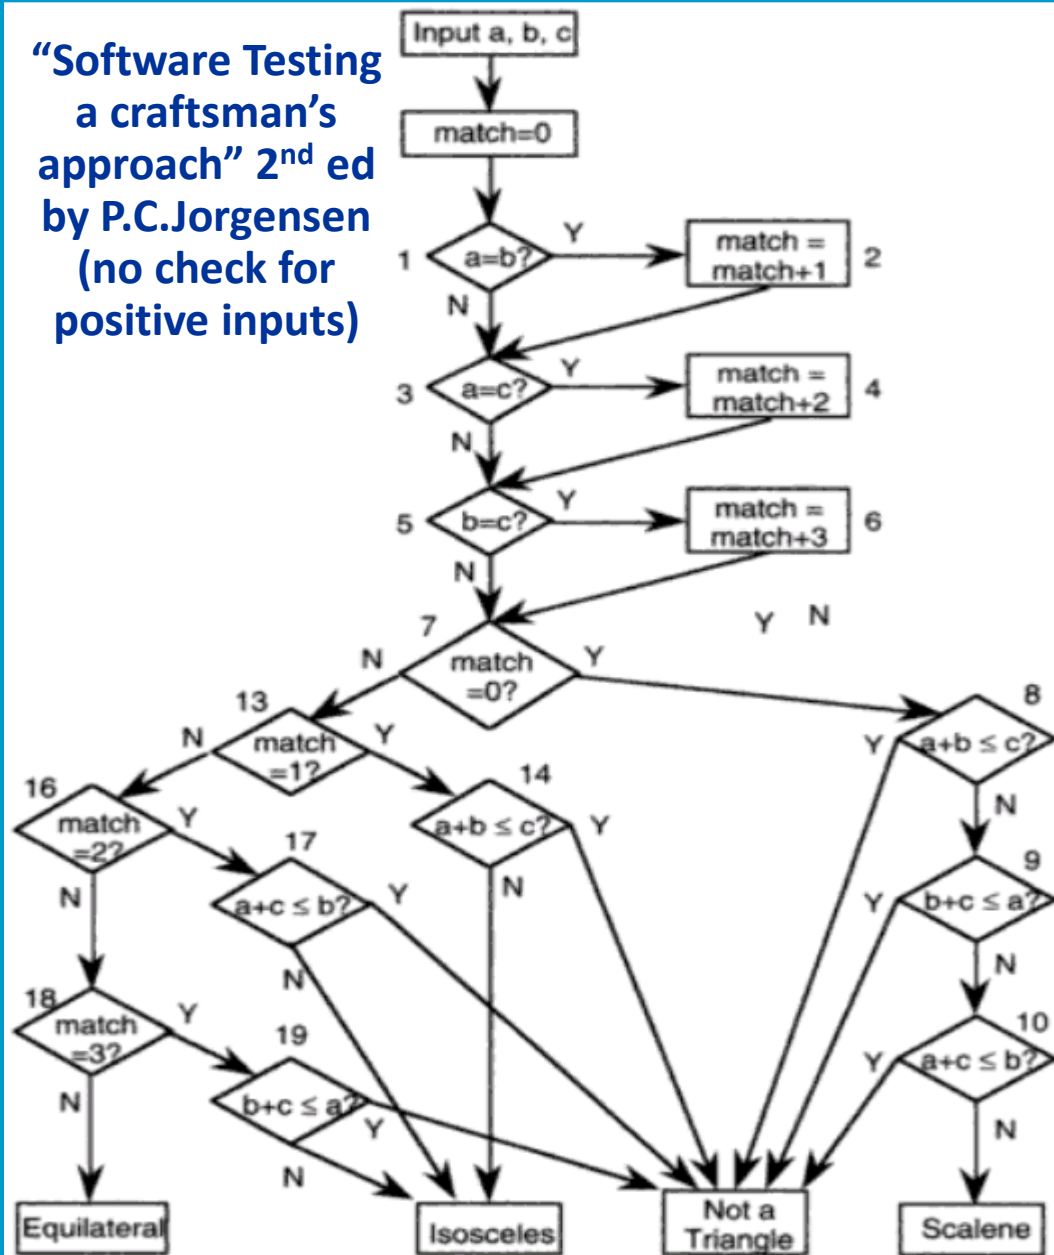 “Software Testing
a craftsman’s
approach” 2nd ed
by P.C.Jorgensen
(no check for
positive inputs)
Input a, b, c
match=0
1
a=b?
Y
N
match =
match+1
2
3
a=c?
Y
N
match =
match+2
4
5
b=c?
Y
N
match =
match+3
6
Y N
7
match
=0?
N
Y
8
a+b ≤ c?
Y
N
9
b+c ≤ a?
Y
N
10
a+c ≤ b?
Y
N
13
match
=1?
N
Y
14
a+b ≤ c?
Y
N
16
match
=2?
Y
N
17
a+c ≤ b?
Y
N
18
match
=3?
Y
N
19
b+c ≤ a?
Y
N
Equilateral
Isosceles
Not a
Triangle
Scalene